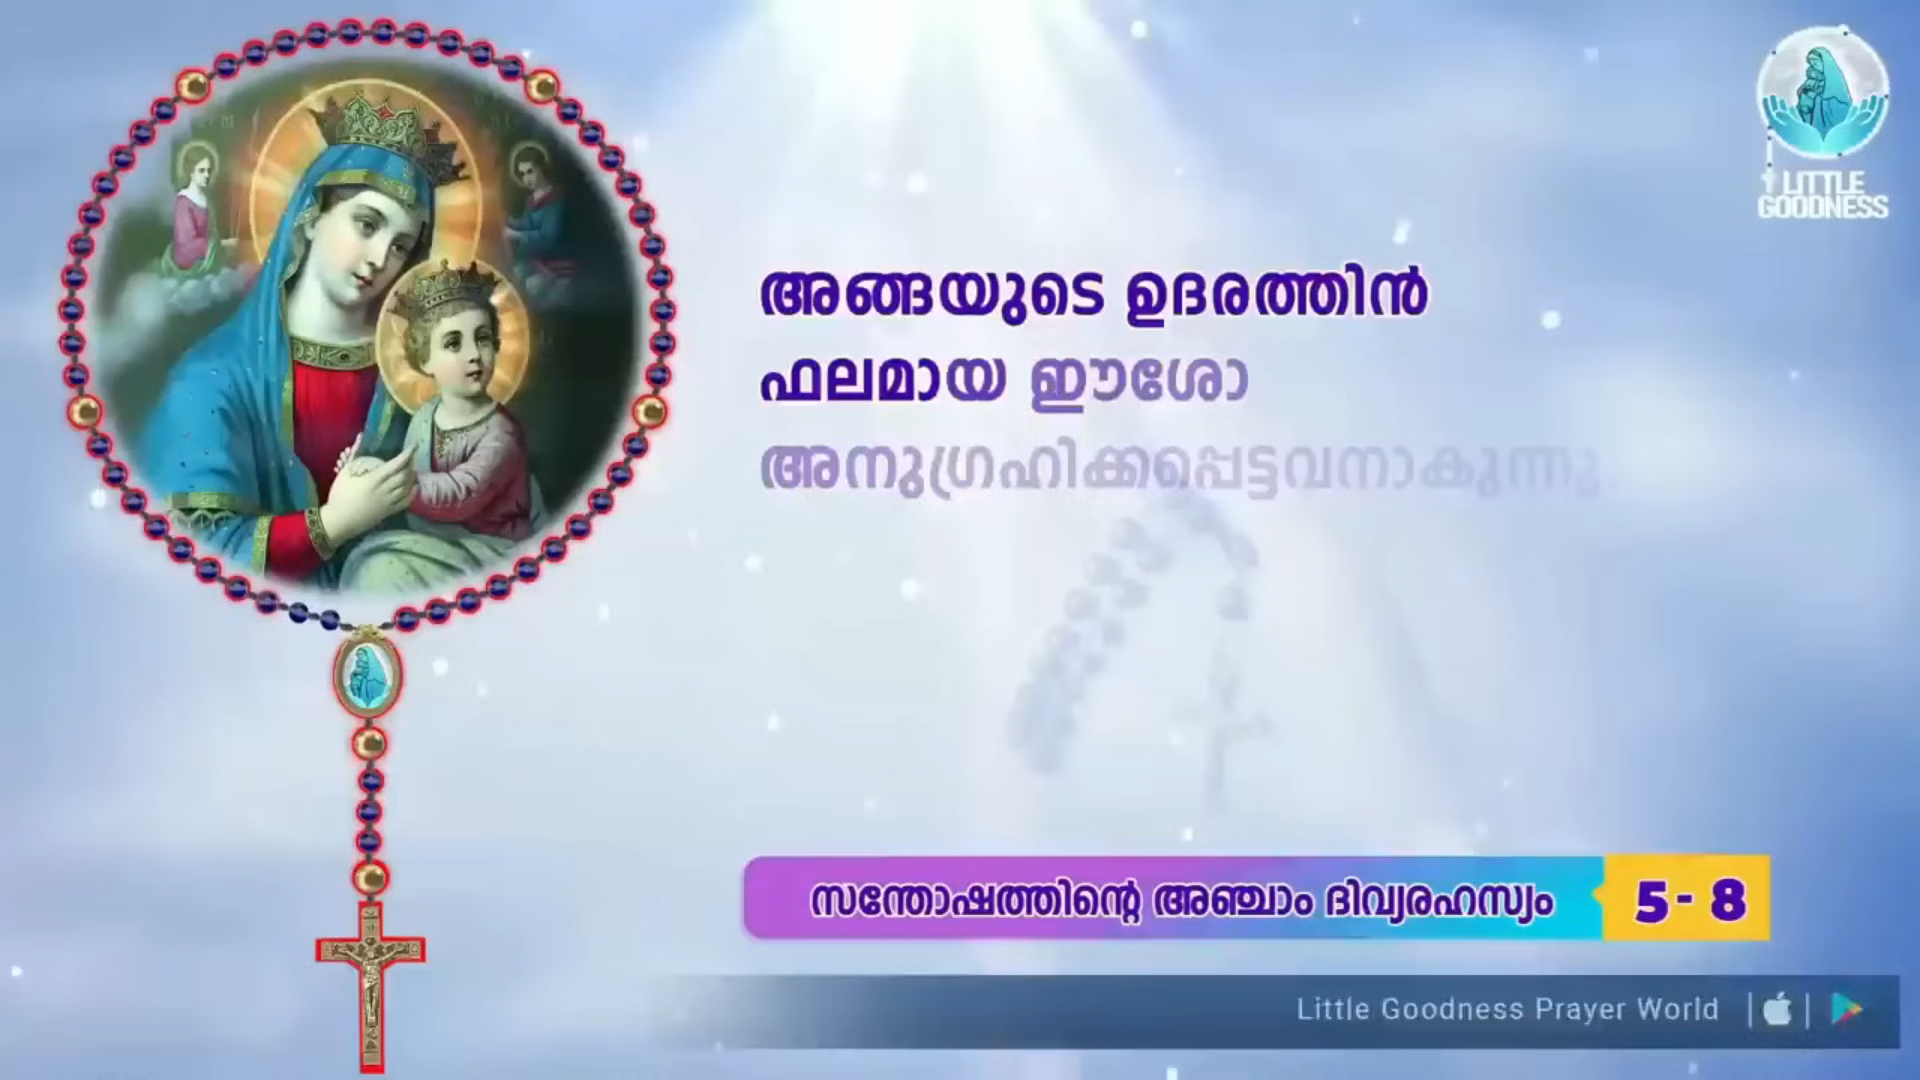 LITTLE
GOODNESS
അങ്ങയുടെ ഉദരത്തിൻ
ഫലമായ ഈശോ
അനുഗ്രഹിക്കപ്പെട്ടവനാകുന്നു
സന്തോഷത്തിന്റെ അഞ്ചാം ദിവ്യരഹസ്യം 5 - 8
Little Goodness Prayer World